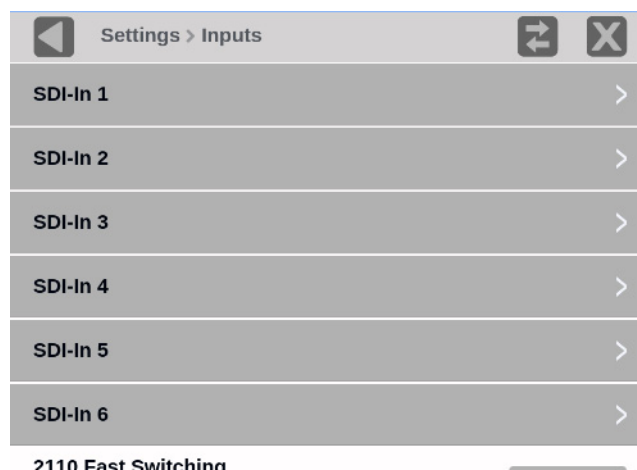 Settings > Inputs
SDI-In 1
SDI-In 2
SDI-In 3
SDI-In 4
SDI-In 5
SDI-In 6
2110 Fast Switching